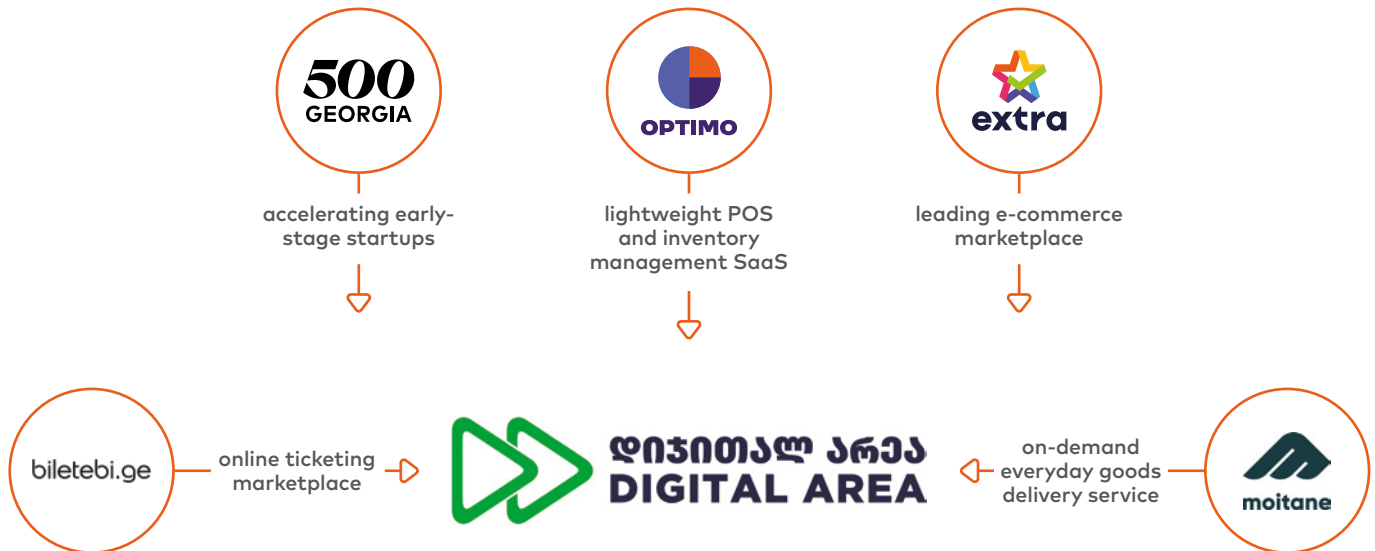 500
GEORGIA
accelerating early-
stage startups
OPTIMO
lightweight POS
and inventory
management SaaS
extra
leading e-commerce
marketplace
biletebi.ge
online ticketing
marketplace
დიჯითალ არეა
DIGITAL AREA
on-demand
everyday goods
delivery service
moitane